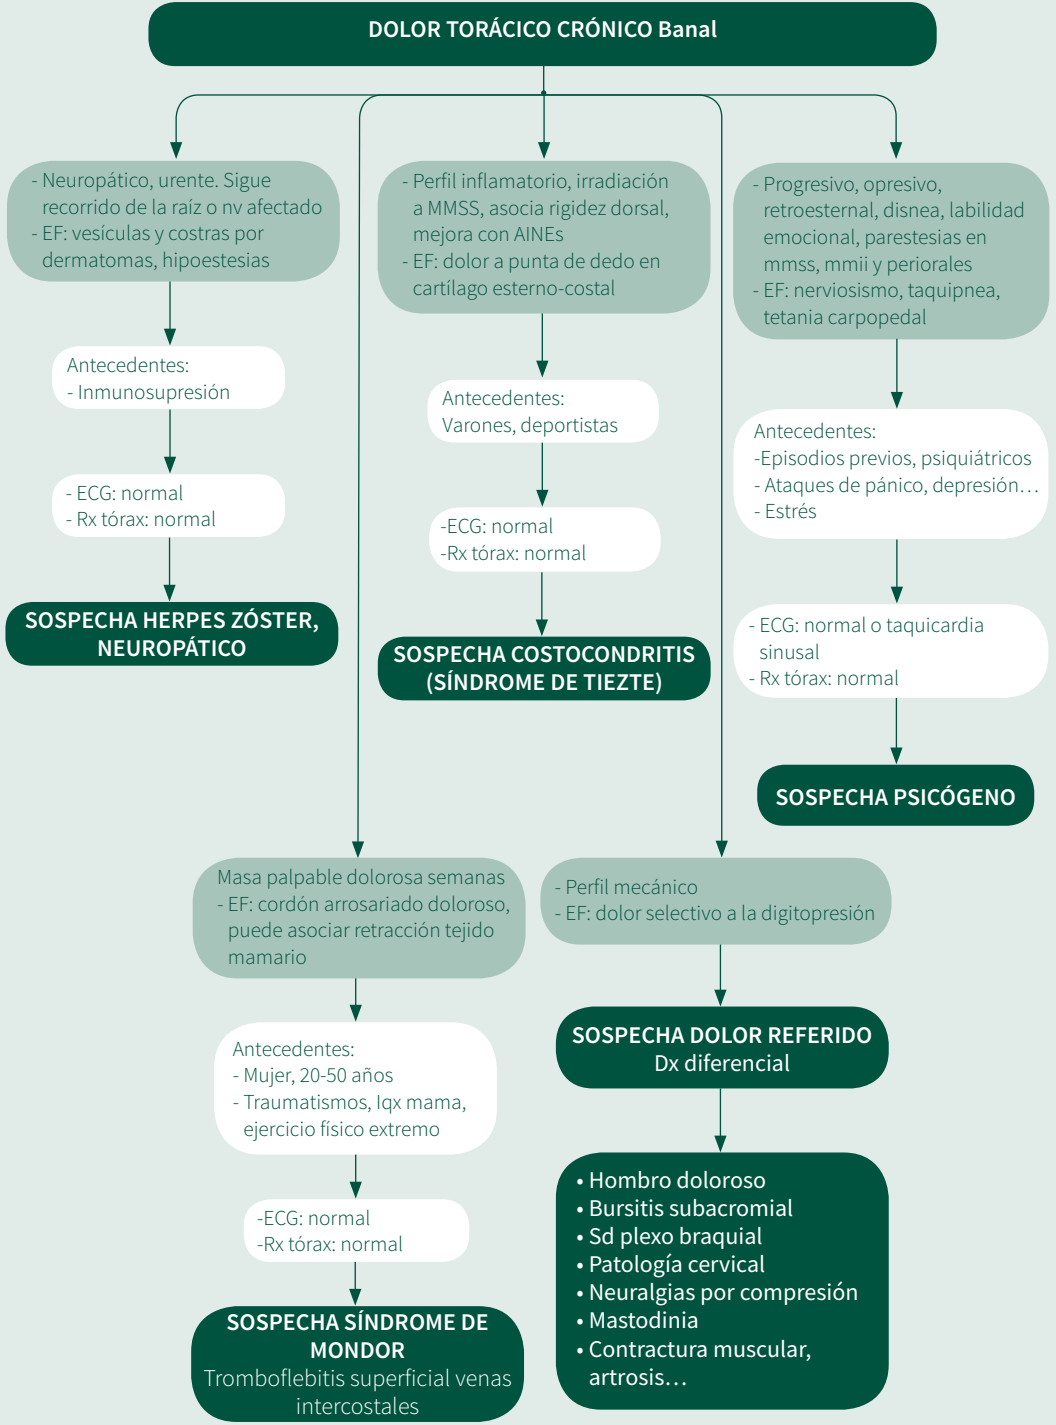 DOLOR TORÁCICO CRÓNICO Banal
- Neuropático, urente. Sigue
recorrido de la raíz o nv afectado
- EF: vesículas y costras por
dermatomas, hipoestesias
Antecedentes:
- Inmunosupresión
- ECG: normal
- Rx tórax: normal
SOSPECHA HERPES ZÓSTER,
NEUROPÁTICO
- Perfil inflamatorio, irradiación
a MMSS, asocia rigidez dorsal,
mejora con AINEs
- EF: dolor a punta de dedo en
cartílago esterno-costal
Antecedentes:
Varones, deportistas
-ECG: normal
-Rx tórax: normal
SOSPECHA COSTOCONDRITIS
(SÍNDROME DE TIEZTE)
- Progresivo, opresivo,
retroesternal, disnea, labilidad
emocional, parestesias en
mmss, mmii y periorales
- EF: nerviosismo, taquipnea,
tetania carpopedal
Antecedentes:
-Episodios previos, psiquiátricos
- Ataques de pánico, depresión…
- Estrés
- ECG: normal o taquicardia
sinusal
- Rx tórax: normal
SOSPECHA PSICÓGENO
Masa palpable dolorosa semanas
- EF: cordón arrosariado doloroso,
puede asociar retracción tejido
mamario
Antecedentes:
- Mujer, 20-50 años
- Traumatismos, Iqx mama,
ejercicio físico extremo
-ECG: normal
-Rx tórax: normal
SOSPECHA SÍNDROME DE
MONDOR
Tromboflebitis superficial venas
intercostales
- Perfil mecánico
- EF: dolor selectivo a la digitopresión
SOSPECHA DOLOR REFERIDO
Dx diferencial
• Hombro doloroso
• Bursitis subacromial
• Sd plexo braquial
• Patología cervical
• Neuralgias por compresión
• Mastodinia
• Contractura muscular,
artrosis…